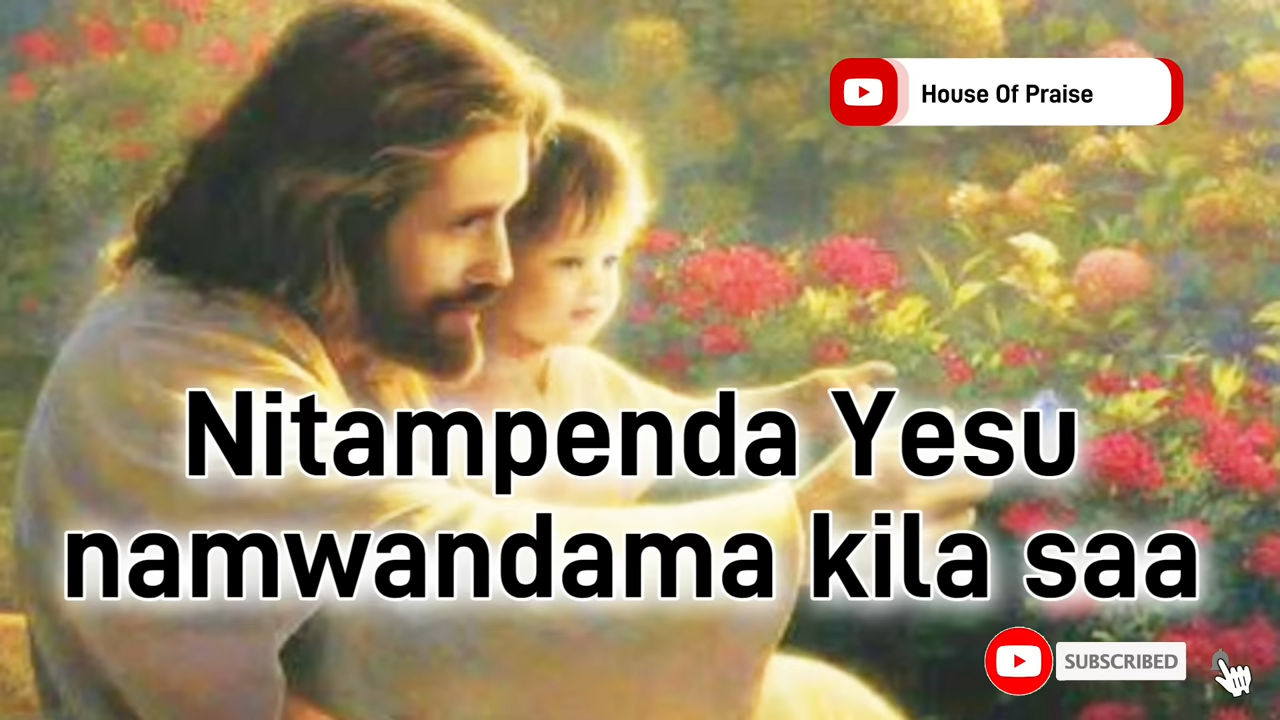 House Of Praise
Nitampenda Yesu
namwandama kila saa
SUBSCRIBED